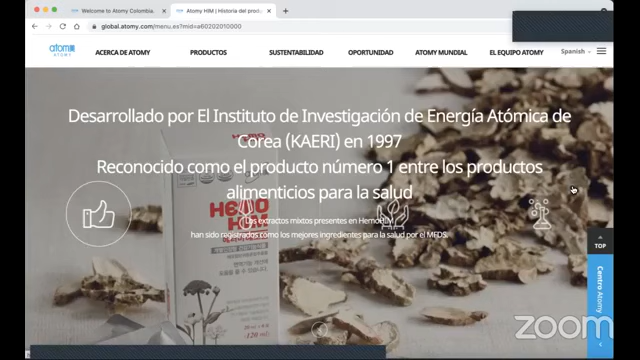 Welcome to Atomy Colombia.
Atomy HIM | Historia del produ
global.atomy.com/menu.es?mid=a60202010000
atomy
ATOMY
ACERCA DE ATOMY
PRODUCTOS
SUSTENTABILIDAD
OPORTUNIDAD
ATOMY MUNDIAL
EL EQUIPO ATOMY
Spanish
Desarrollado por El Instituto de Investigación de Energía Atómica de
Corea (KAERI) en 1997
Reconocido como el producto número 1 entre los productos
alimenticios para la salud
Los extractos mixtos presentes en HemoHIM
han sido registrados como los mejores ingredientes para la salud por el MFDS.
HEMO
HIM
TOP
Centro Atomy
zoom